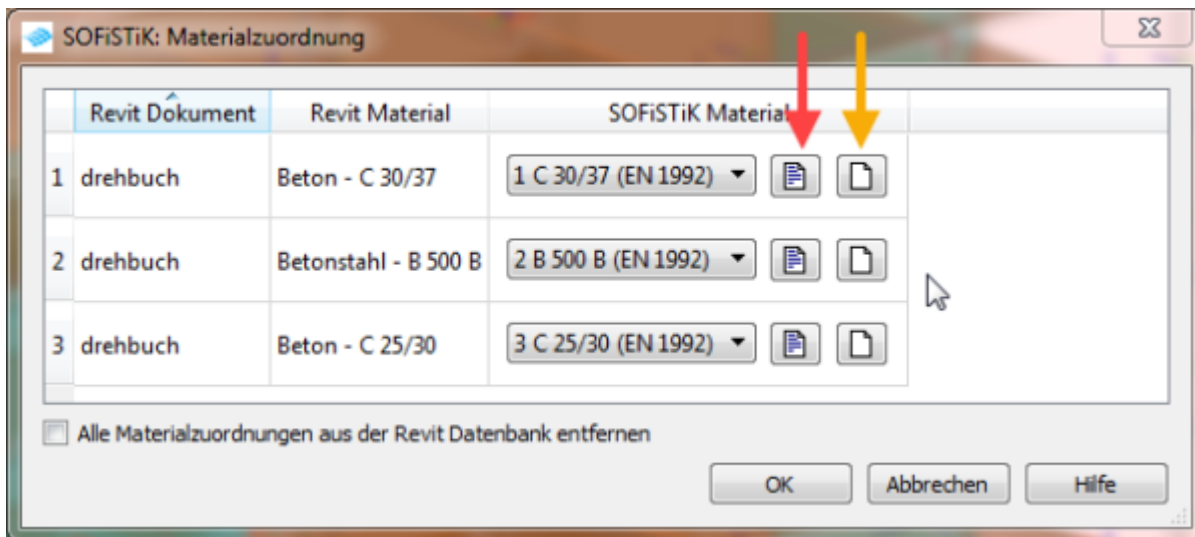 SOFiSTiK: Materialzuordnung
Revit Dokument Revit Material SOFiSTiK Material
1 drehbuch Beton - C 30/37 1 C 30/37 (EN 1992)
2 drehbuch Betonstahl - B 500 B 2 B 500 B (EN 1992)
3 drehbuch Beton - C 25/30 3 C 25/30 (EN 1992)
Alle Materialzuordnungen aus der Revit Datenbank entfernen
OK Abbrechen Hilfe